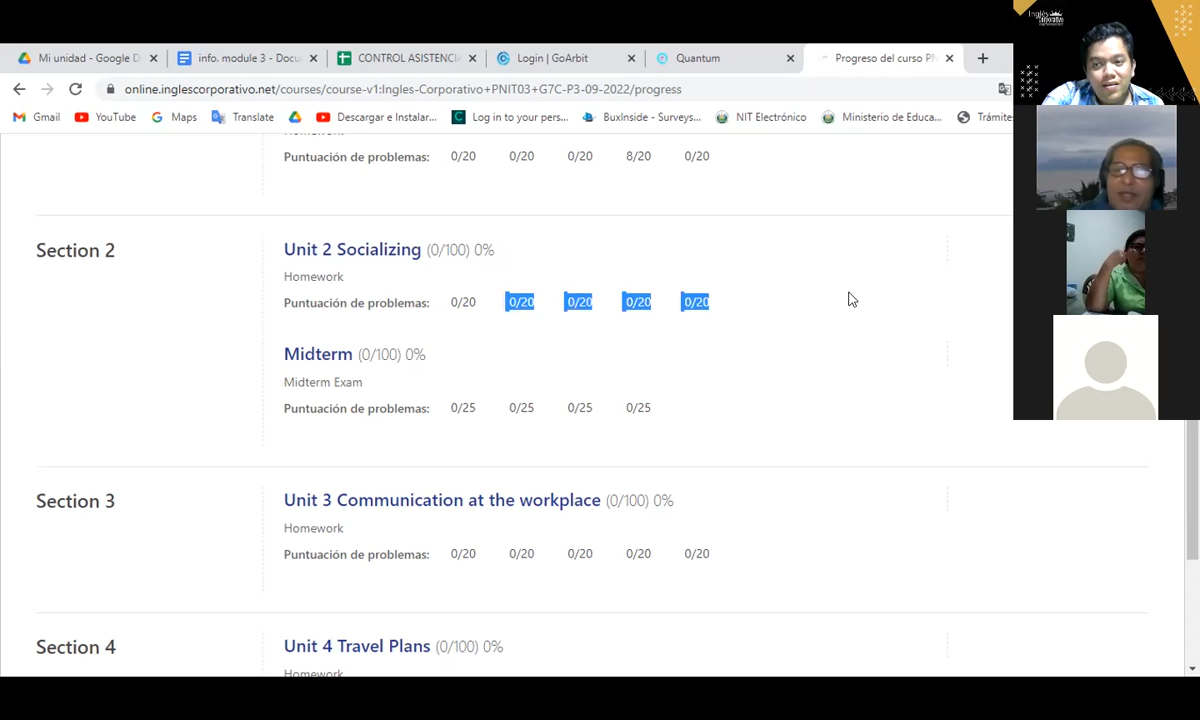 Mi unidad - Google D
info. module 3 - Docu
CONTROL ASISTENCI
Login | GoArbit
Quantum
Progreso del curso PN
online.inglescorporativo.net/courses/course-v1:Ingles-Corporativo+PNIT03+G7C-P3-09-2022/progress
Gmail
YouTube
Maps
Translate
Descargar e Instalar...
Log in to your pers...
BuxInside - Surveys...
NIT Electrónico
Ministerio de Educa...
Trámite
Puntuación de problemas: 0/20 0/20 0/20 8/20 0/20
Section 2
Unit 2 Socializing (0/100) 0%
Homework
Puntuación de problemas: 0/20 0/20 0/20 0/20 0/20
Midterm (0/100) 0%
Midterm Exam
Puntuación de problemas: 0/25 0/25 0/25 0/25
Section 3
Unit 3 Communication at the workplace (0/100) 0%
Homework
Puntuación de problemas: 0/20 0/20 0/20 0/20 0/20
Section 4
Unit 4 Travel Plans (0/100) 0%
Homework
Inglés
Corporativo